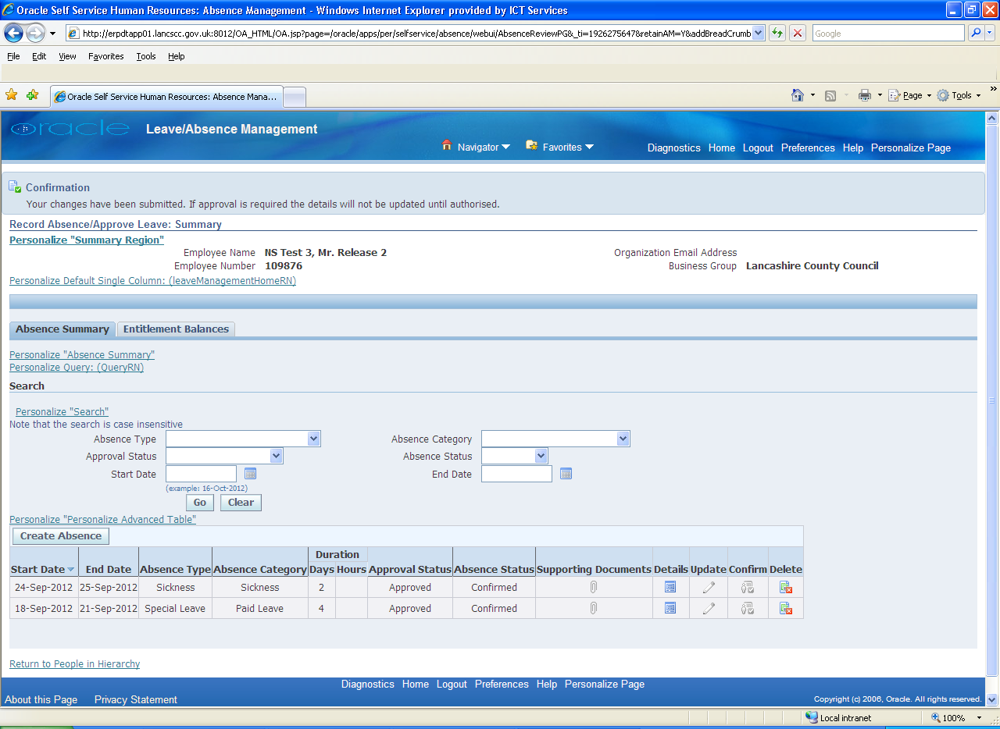 Oracle Self Service Human Resources: Absence Management - Windows Internet Explorer provided by ICT Services
http://erpdtapp01.lancscc.gov.uk:8012/OA_HTML/OA.jsp?page=/oracle/apps/per/selfservice/absence/webui/AbsenceReviewPG&_ti=1926275647&retainAM=Y&addBreadCrumb
Google
File Edit View Favorites Tools Help
Oracle Self Service Human Resources: Absence Mana...
Page Tools »
oracle Leave/Absence Management
Navigator Favorites Diagnostics Home Logout Preferences Help Personalize Page
Confirmation
Your changes have been submitted. If approval is required the details will not be updated until authorised.
Record Absence/Approve Leave: Summary
Personalize "Summary Region"
Employee Name NS Test 3, Mr. Release 2 Organization Email Address
Employee Number 109876 Business Group Lancashire County Council
Personalize Default Single Column: (leaveManagementHomeRN)
Absence Summary Entitlement Balances
Personalize "Absence Summary"
Personalize Query: (QueryRN)
Search
Personalize "Search"
Note that the search is case insensitive
Absence Type Absence Category
Approval Status Absence Status
Start Date End Date
(example: 16-Oct-2012)
Go Clear
Personalize "Personalize Advanced Table"
Create Absence
Duration
Start Date End Date Absence Type Absence Category Days Hours Approval Status Absence Status Supporting Documents Details Update Confirm Delete
24-Sep-2012 25-Sep-2012 Sickness Sickness 2 Approved Confirmed
18-Sep-2012 21-Sep-2012 Special Leave Paid Leave 4 Approved Confirmed
Return to People in Hierarchy
Diagnostics Home Logout Preferences Help Personalize Page
About this Page Privacy Statement Copyright (c) 2006, Oracle. All rights reserved.
Local intranet 100%